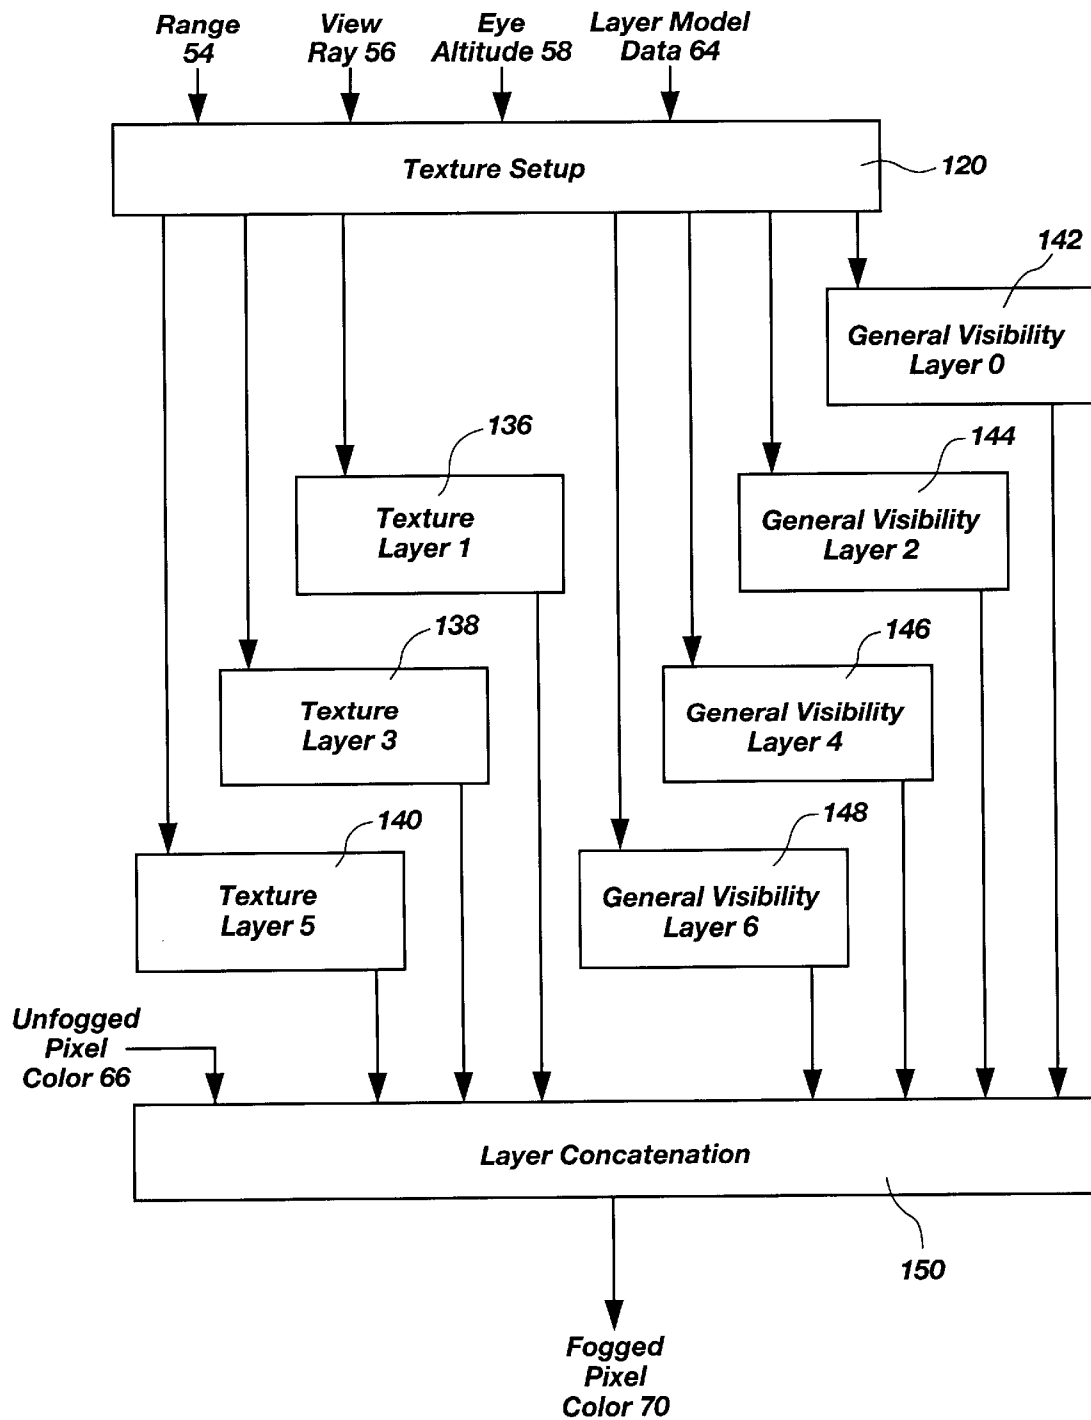 Range
54
View
Ray 56
Eye
Altitude 58
Layer Model
Data 64
Texture Setup
120
142
General Visibility
Layer 0
136
Texture
Layer 1
144
General Visibility
Layer 2
138
Texture
Layer 3
146
General Visibility
Layer 4
140
Texture
Layer 5
148
General Visibility
Layer 6
Unfogged
Pixel
Color 66
Layer Concatenation
150
Fogged
Pixel
Color 70